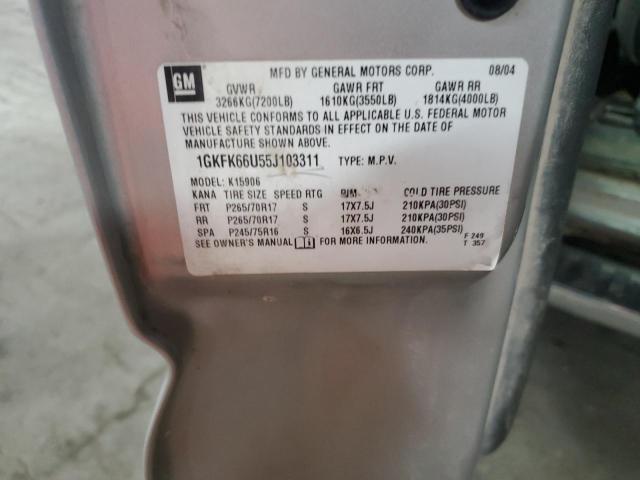 GM
MFD BY GENERAL MOTORS CORP. 08/04
GVWR GAWR FRT GAWR RR
3266KG(7200LB) 1610KG(3550LB) 1814KG(4000LB)
THIS VEHICLE CONFORMS TO ALL APPLICABLE U.S. FEDERAL MOTOR
VEHICLE SAFETY STANDARDS IN EFFECT ON THE DATE OF
MANUFACTURE SHOWN ABOVE.
1GKFK66U55J103311 TYPE: M.P.V.
MODEL: K15906
KANA TIRE SIZE SPEED RTG RIM COLD TIRE PRESSURE
FRT P265/70R17 S 17X7.5J 210KPA(30PSI)
RR P265/70R17 S 17X7.5J 210KPA(30PSI)
SPA P245/75R16 S 16X6.5J 240KPA(35PSI)
SEE OWNER'S MANUAL FOR MORE INFORMATION. F 249
T 357